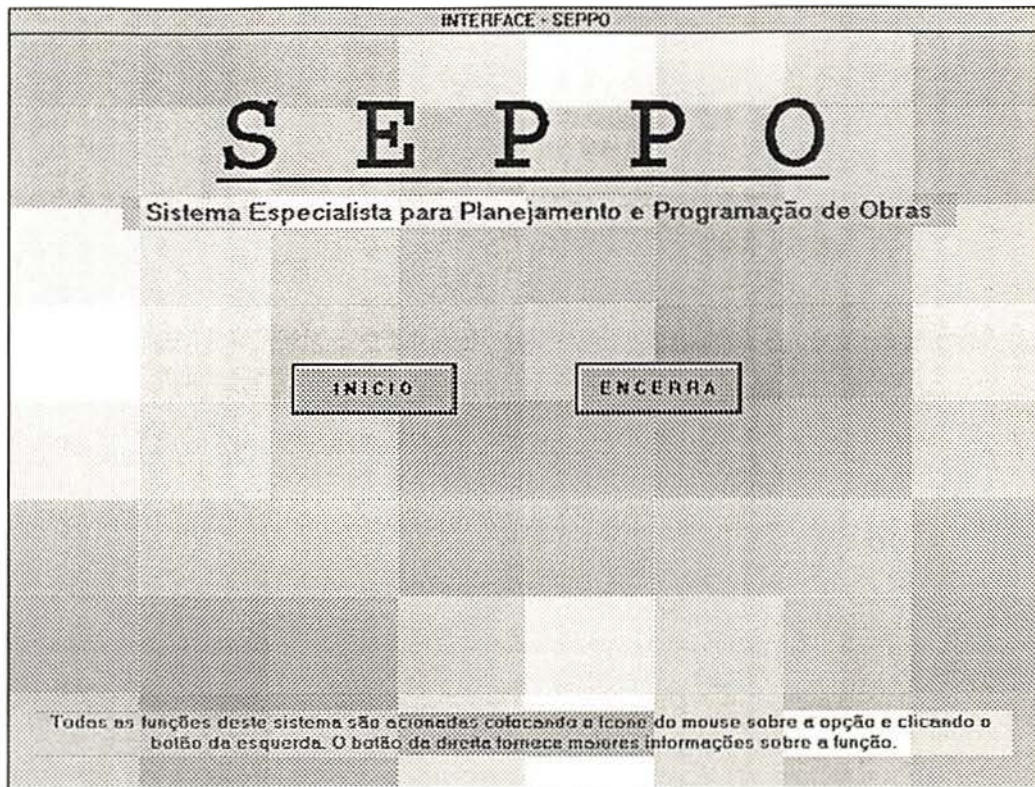 INTERFACE - SEPPO
S E P P O
Sistema Especialista para Planejamento e Programação de Obras
INICIO
ENCERRA
Todas as funções deste sistema são acionadas colocando o ícone do mouse sobre a opção e clicando o
botão da esquerda. O botão da direita fornece maiores informações sobre a função.